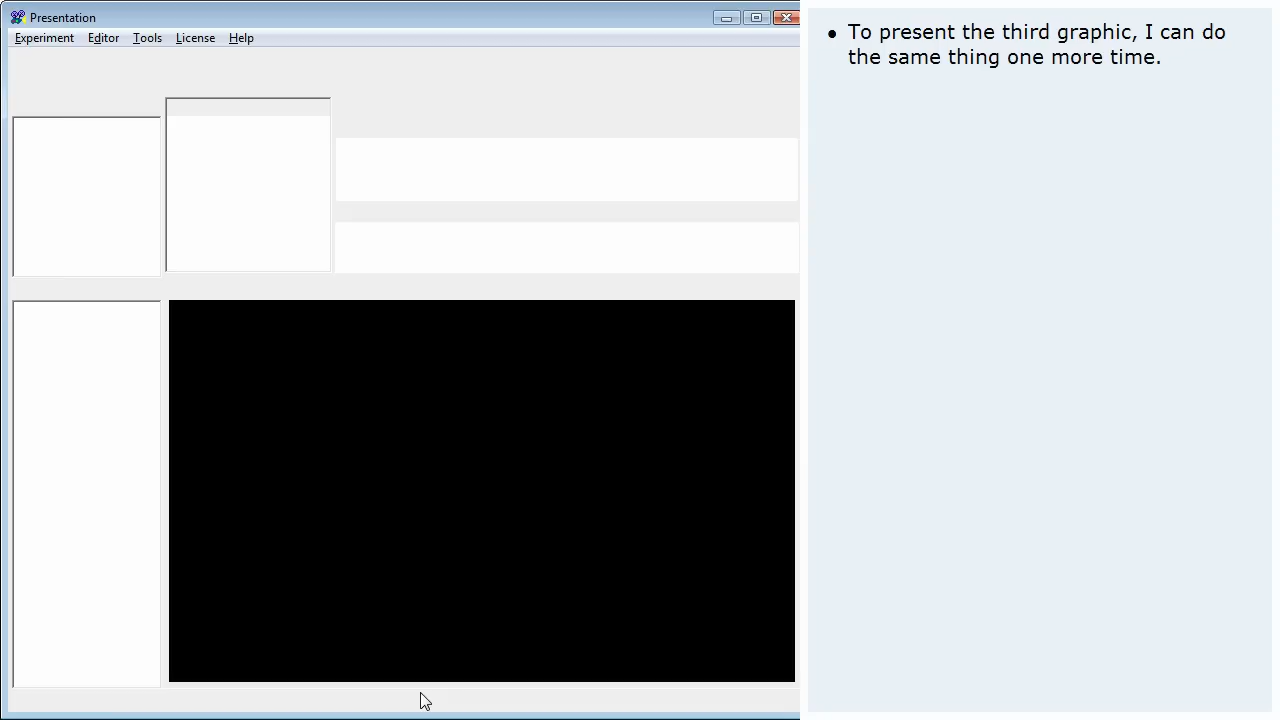 Presentation
Experiment Editor Tools License Help
• To present the third graphic, I can do
the same thing one more time.